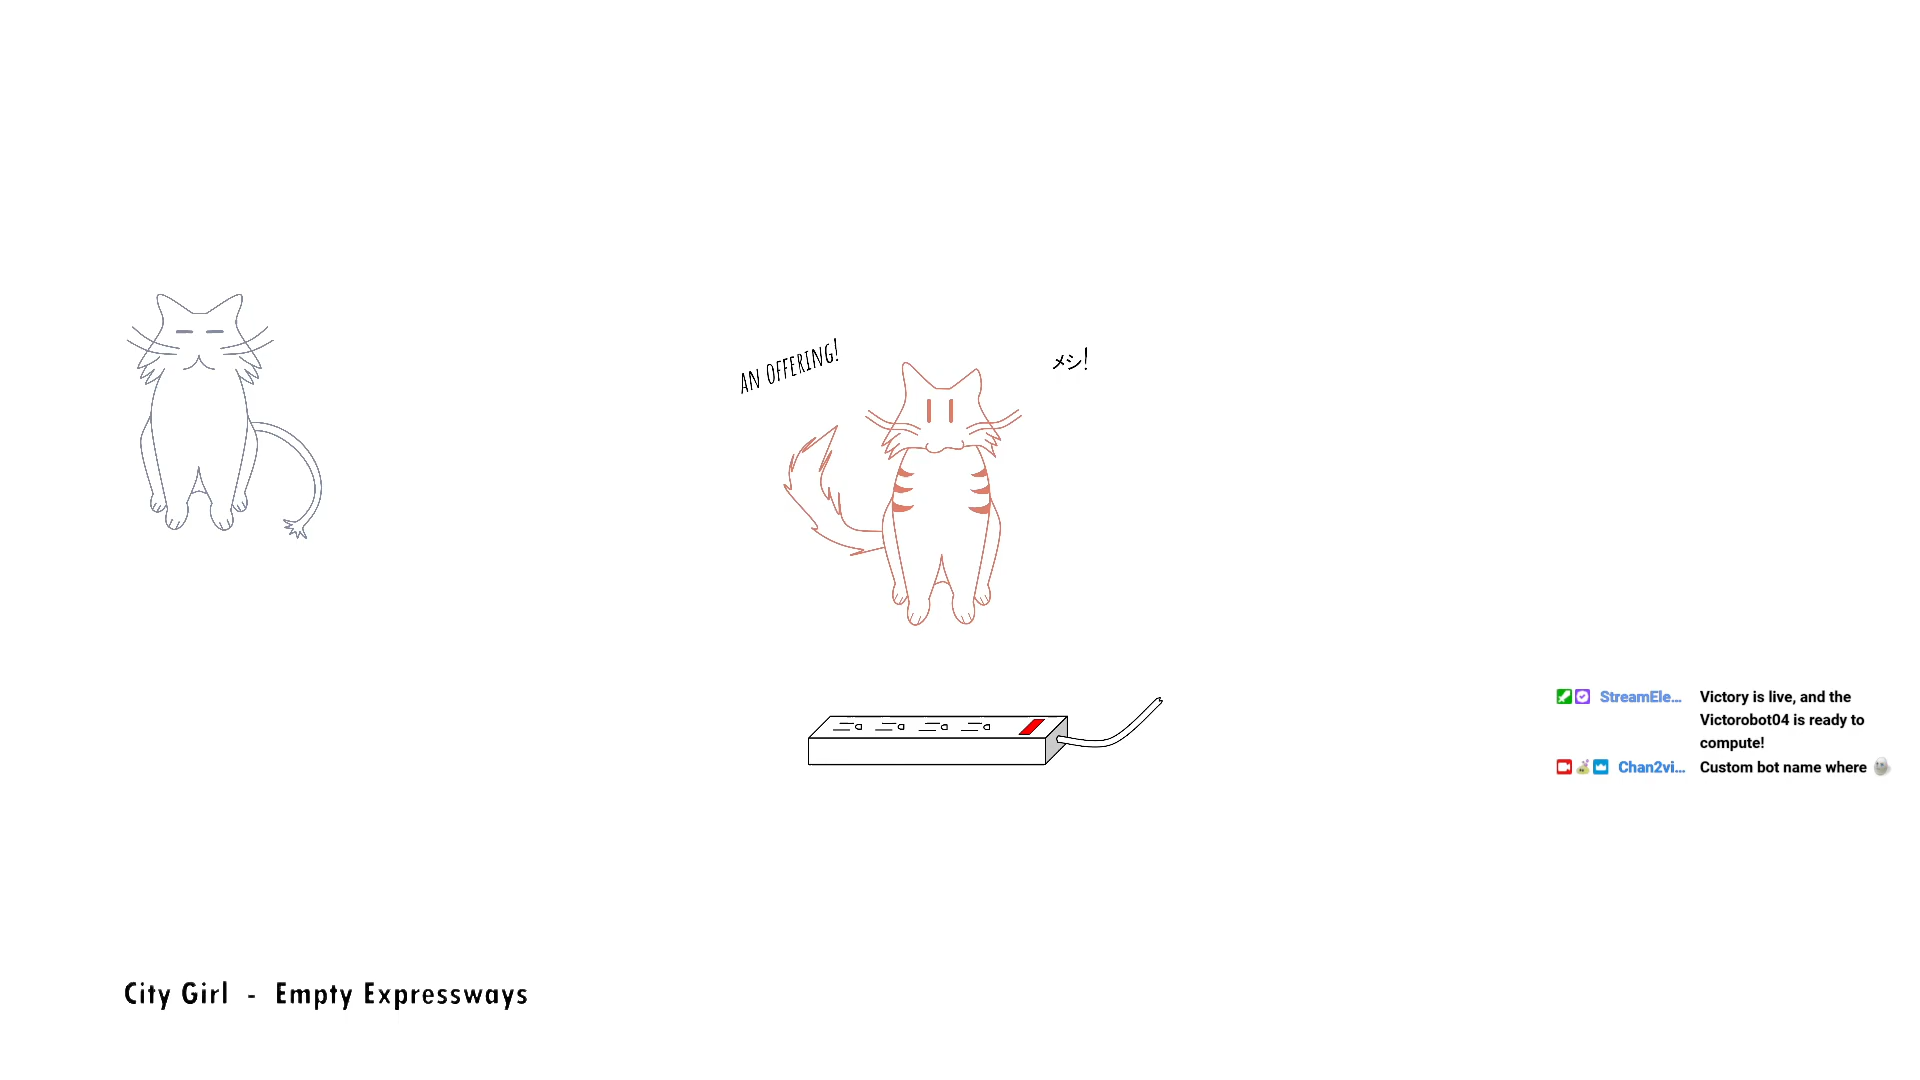 AN OFFERING!
メシ!
StreamEle... Victory is live, and the
Victorobot04 is ready to
compute!
Chan2vi... Custom bot name where
City Girl - Empty Expressways